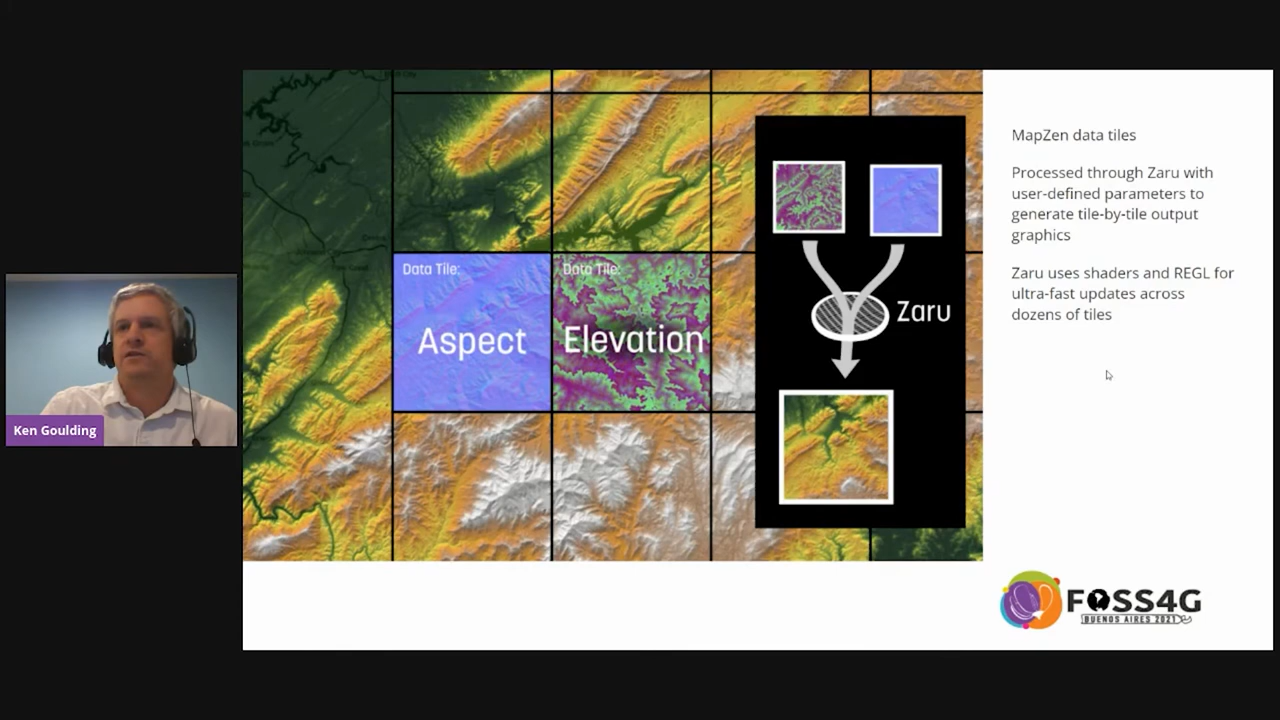 Ken Goulding
Data Tile:
Aspect
Data Tile:
Elevation
Zaru
MapZen data tiles
Processed through Zaru with
user-defined parameters to
generate tile-by-tile output
graphics
Zaru uses shaders and REGL for
ultra-fast updates across
dozens of tiles
FOSS4G
BUENOS AIRES 2021